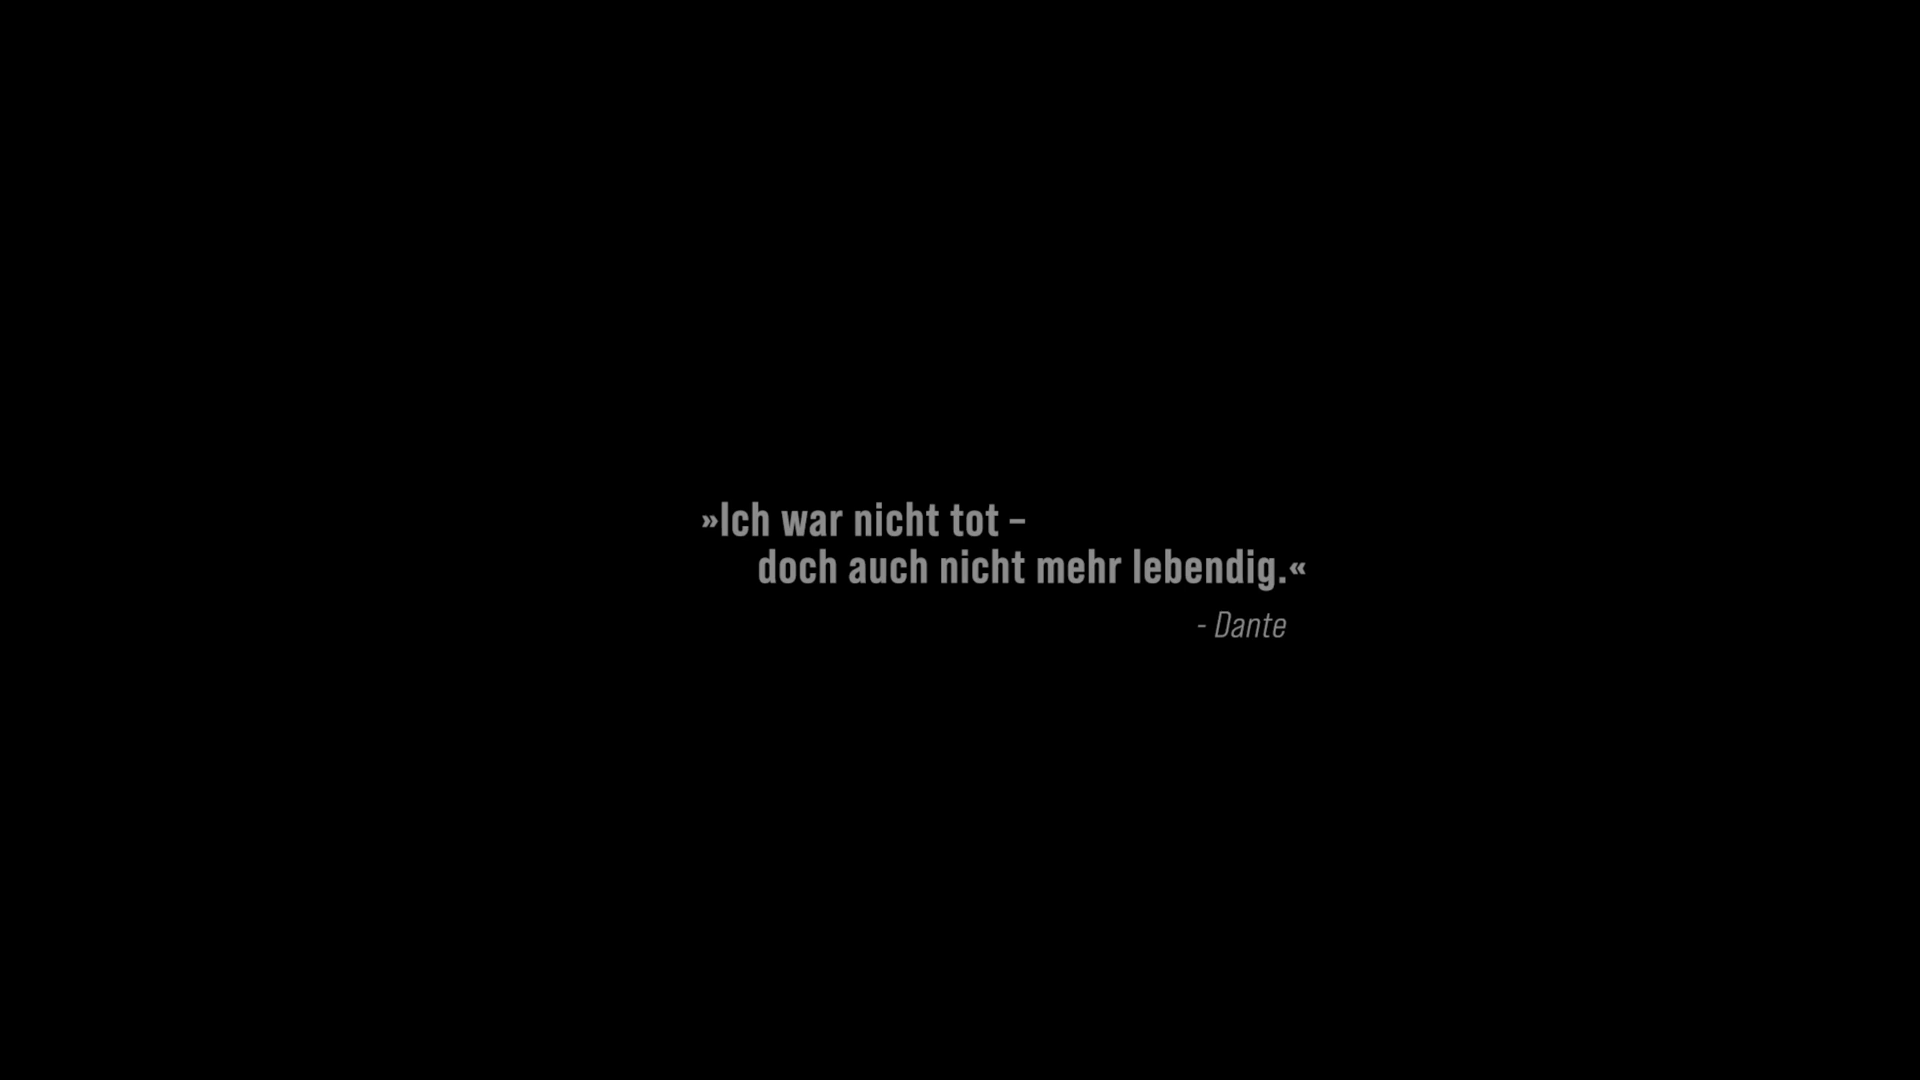 »Ich war nicht tot –
doch auch nicht mehr lebendig.«
- Dante